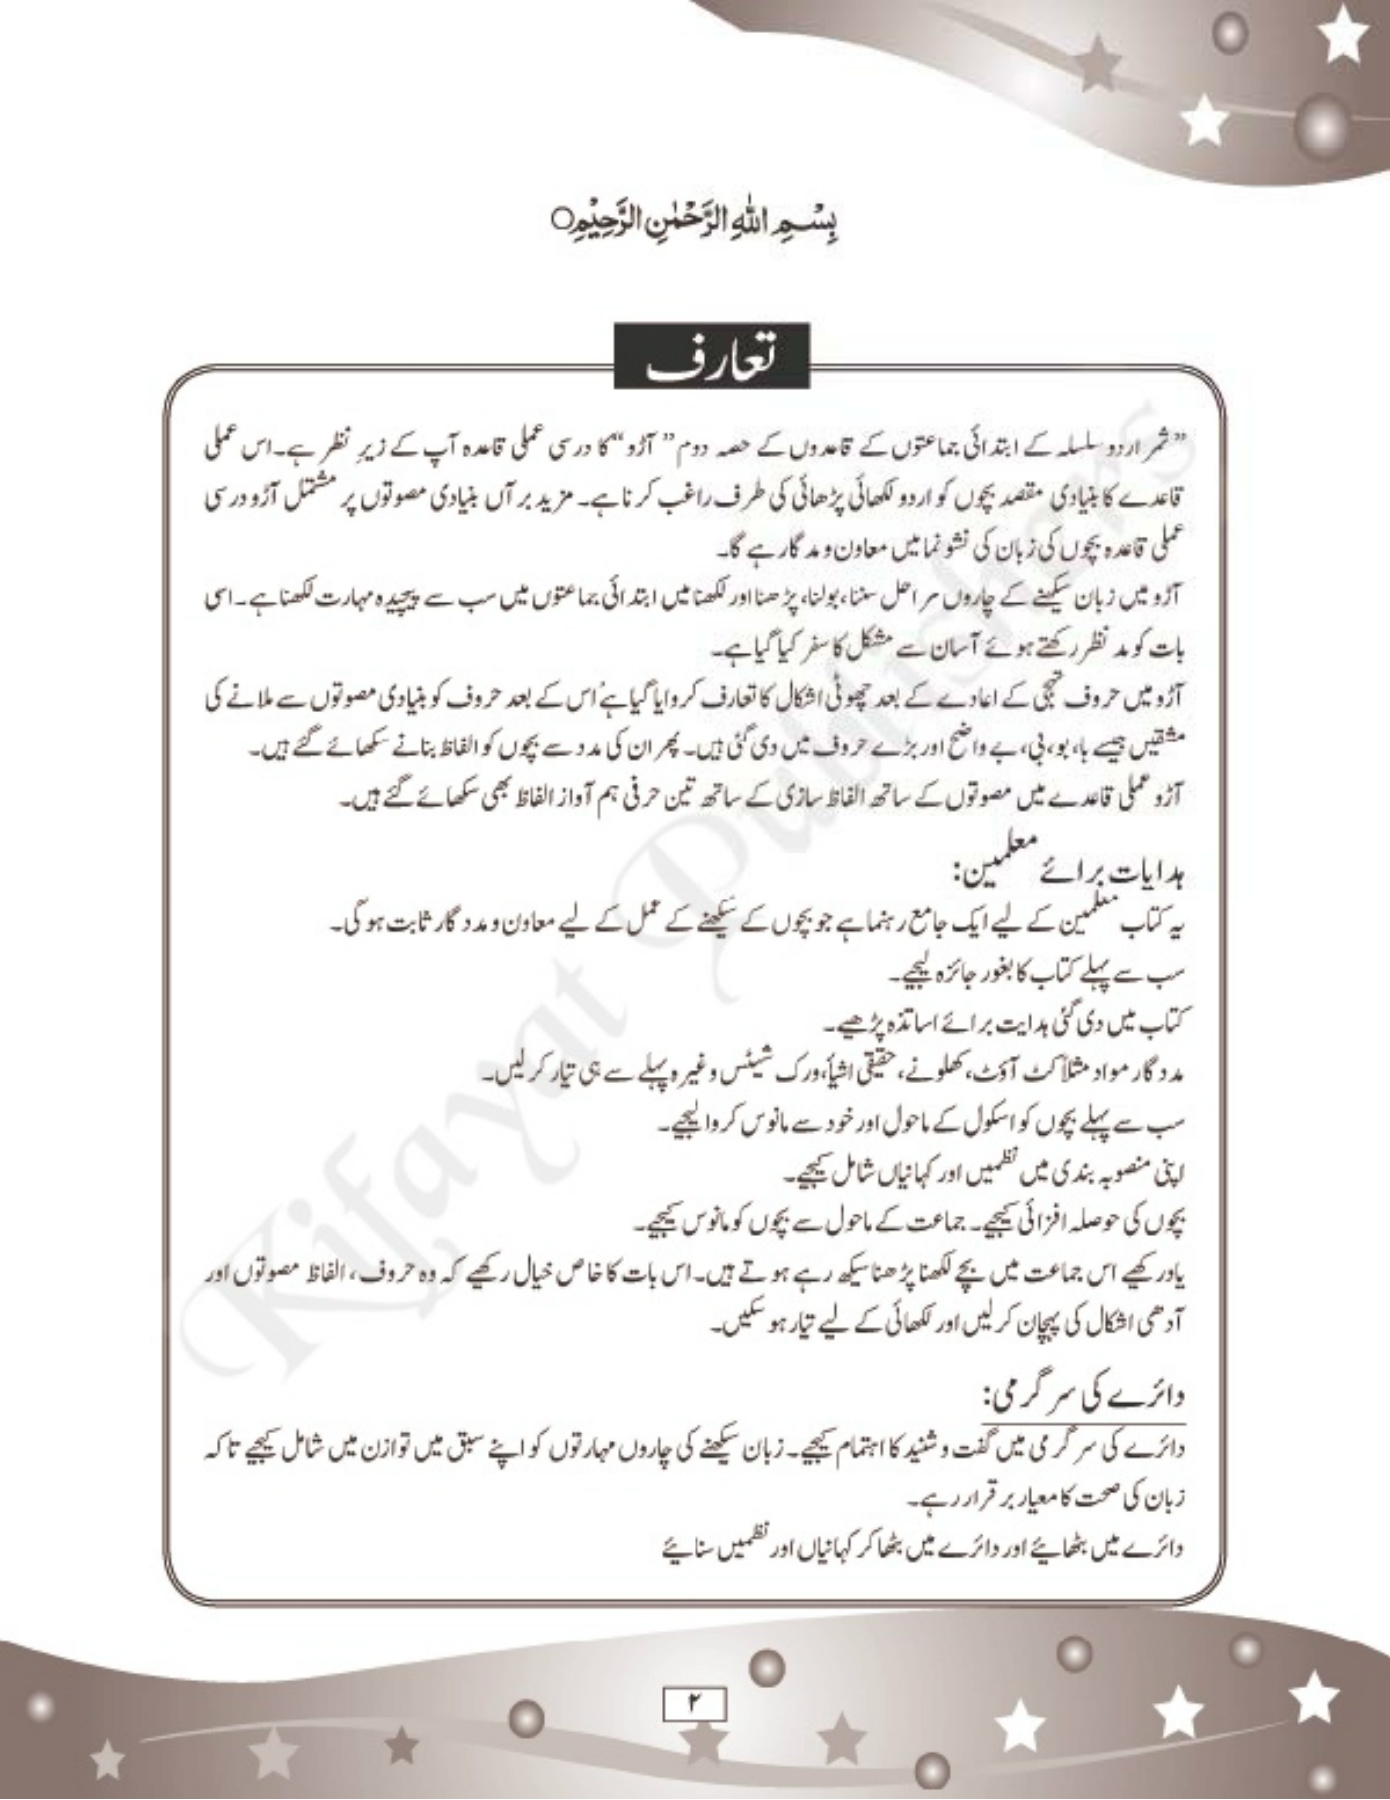 بِسْمِ اللهِ الرَّحْمٰنِ الرَّحِيْمِ○
تعارف
”ثمر اردو سلسلہ کے ابتدائی جماعتوں کے قاعدوں کے حصہ دوم” آڑو“کا درسی عملی قاعدہ آپ کے زیرِ نظر ہے۔اس عملی
قاعدے کا بنیادی مقصد بچوں کو اردو لکھائی پڑھائی کی طرف راغب کرنا ہے۔ مزید برآں بنیادی مصوتوں پر مشتمل آڑو درسی
عملی قاعدہ بچوں کی زبان کی نشوونما میں معاون و مدگار رہے گا۔
آڑو میں زبان سیکھنے کے چاروں مراحل سننا، بولنا، پڑھنا اور لکھنا میں ابتدائی جماعتوں میں سب سے پیچیدہ مہارت لکھنا ہے۔اسی
بات کو مد نظر رکھتے ہوئے آسان سے مشکل کا سفر کیا گیا ہے۔
آڑو میں حروف تہجی کے اعادے کے بعد چھوٹی اشکال کا تعارف کروایا گیا ہے اُس کے بعد حروف کو بنیادی مصوتوں سے ملانے کی
مشقیں جیسے با، بو، بی، بے واضح اور بڑے حروف میں دی گئی ہیں۔ پھر ان کی مدد سے بچوں کو الفاظ بنانے سکھائے گئے ہیں۔
آڑو عملی قاعدے میں مصوتوں کے ساتھ الفاظ سازی کے ساتھ تین حرفی ہم آواز الفاظ بھی سکھائے گئے ہیں۔
ہدایات برائے معلمین:
یہ کتاب معلمین کے لیے ایک جامع رہنما ہے جو بچوں کے سیکھنے کے عمل کے لیے معاون و مدد گار ثابت ہوگی۔
سب سے پہلے کتاب کا بغور جائزہ لیجیے۔
کتاب میں دی گئی ہدایت برائے اساتذہ پڑھیے۔
مددگار مواد مثلاً کٹ آؤٹ، کھلونے، حقیقی اشیأ، ورک شیٹس وغیرہ پہلے سے ہی تیار کر لیں۔
سب سے پہلے بچوں کو اسکول کے ماحول اور خود سے مانوس کروا لیجیے۔
اپنی منصوبہ بندی میں نظمیں اور کہانیاں شامل کیجیے۔
بچوں کی حوصلہ افزائی کیجیے۔ جماعت کے ماحول سے بچوں کو مانوس کیجیے۔
یاد رکھیے اس جماعت میں بچے لکھنا پڑھنا سیکھ رہے ہوتے ہیں۔اس بات کا خاص خیال رکھیے کہ وہ حروف، الفاظ مصوتوں اور
آدھی اشکال کی پہچان کر لیں اور لکھائی کے لیے تیار ہو سکیں۔
دائرے کی سرگرمی:
دائرے کی سرگرمی میں گفت و شنید کا اہتمام کیجیے۔ زبان سیکھنے کی چاروں مہارتوں کو اپنے سبق میں توازن میں شامل کیجیے تاکہ
زبان کی صحت کا معیار برقرار رہے۔
دائرے میں بٹھایئے اور دائرے میں بٹھا کر کہانیاں اور نظمیں سنایئے
۲
Kifayat Publishers